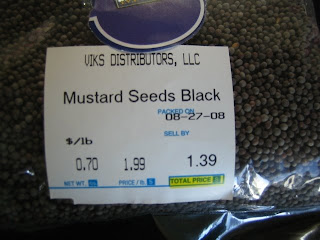 VIKS DISTRIBUTORS, LLC
Mustard Seeds Black
PACKED ON
08-27-08
SELL BY
$/lb
0.70 1.99 1.39
NET WT. PRICE / lb TOTAL PRICE